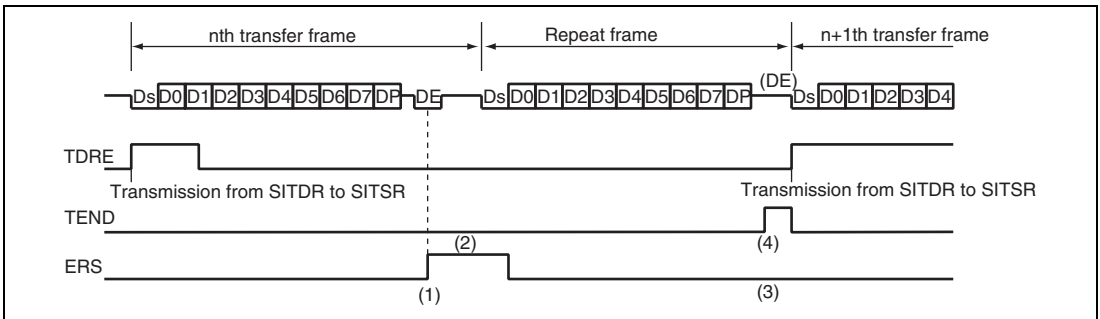 nth transfer frame Repeat frame n+1th transfer frame
(DE)
Ds D0 D1 D2 D3 D4 D5 D6 D7 DP DE Ds D0 D1 D2 D3 D4 D5 D6 D7 DP Ds D0 D1 D2 D3 D4
TDRE
Transmission from SITDR to SITSR Transmission from SITDR to SITSR
TEND
(2) (4)
ERS
(1) (3)